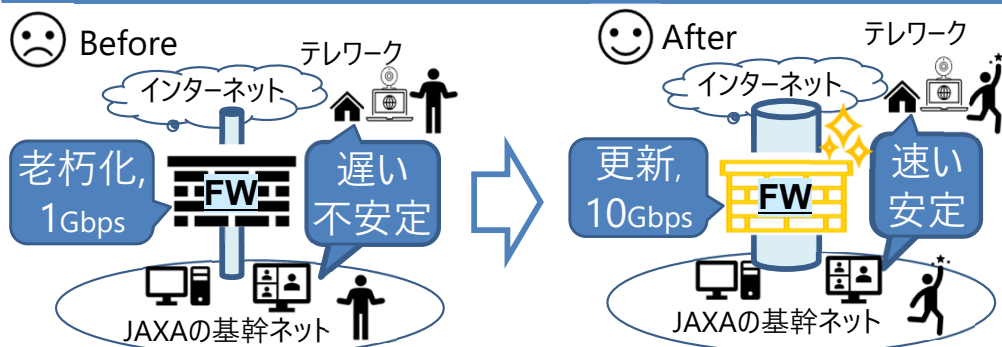 Before
テレワーク
インターネット
老朽化,
1Gbps
FW
遅い
不安定
JAXAの基幹ネット
After
テレワーク
インターネット
更新,
10Gbps
FW
速い
安定
JAXAの基幹ネット